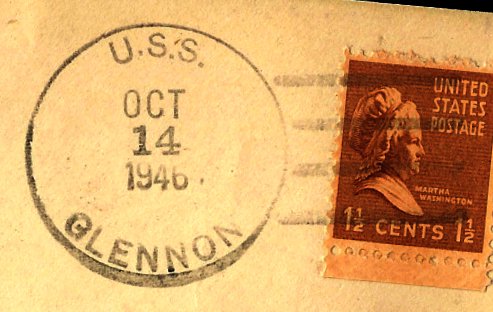 U.S.S.
OCT
14
1946
GLENNON
UNITED
STATES
POSTAGE
MARTHA
WASHINGTON
1½ CENTS 1½